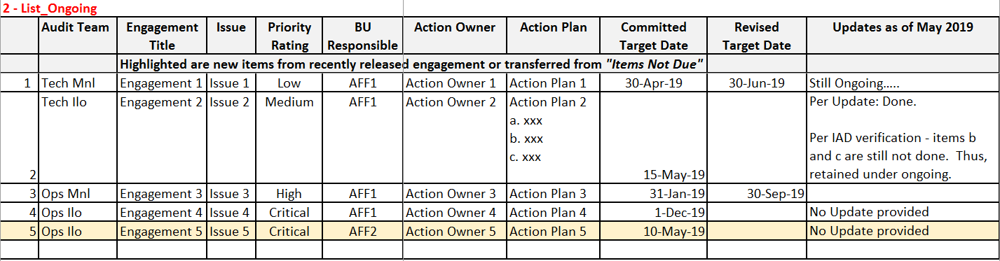 2 - List_Ongoing
Audit Team Engagement Title Issue Priority Rating BU Responsible Action Owner Action Plan Committed Target Date Revised Target Date Updates as of May 2019
Highlighted are new items from recently released engagement or transferred from "Items Not Due"
1 Tech Mnl Engagement 1 Issue 1 Low AFF1 Action Owner 1 Action Plan 1 30-Apr-19 30-Jun-19 Still Ongoing.....
Tech Ilo Engagement 2 Issue 2 Medium AFF1 Action Owner 2 Action Plan 2 Per Update: Done.
a. xxx
b. xxx Per IAD verification - items b
c. xxx and c are still not done. Thus,
2 15-May-19 retained under ongoing.
3 Ops Mnl Engagement 3 Issue 3 High AFF1 Action Owner 3 Action Plan 3 31-Jan-19 30-Sep-19
4 Ops Ilo Engagement 4 Issue 4 Critical AFF1 Action Owner 4 Action Plan 4 1-Dec-19 No Update provided
5 Ops Ilo Engagement 5 Issue 5 Critical AFF2 Action Owner 5 Action Plan 5 10-May-19 No Update provided